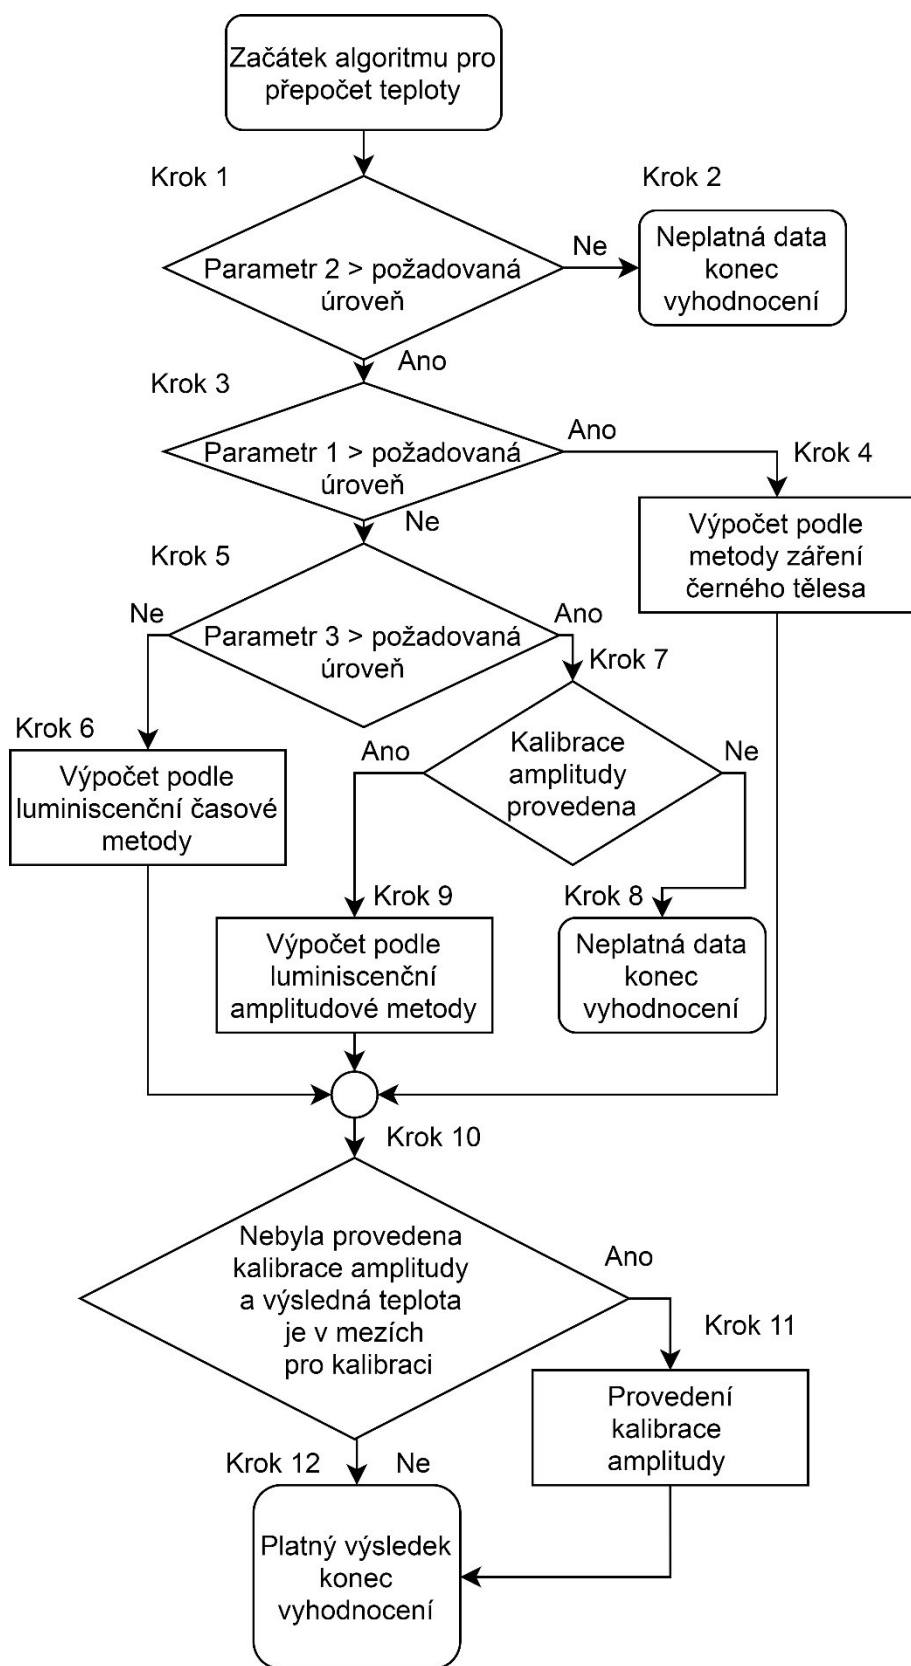 Začátek algoritmu pro
přepočet teploty
Krok 1
Krok 2
Parametr 2 > požadovaná
úroveň
Ne
Neplatná data
konec
vyhodnocení
Ano
Krok 3
Parametr 1 > požadovaná
úroveň
Ano
Krok 4
Výpočet podle
metody záření
černého tělesa
Ne
Krok 5
Ne
Parametr 3 > požadovaná
úroveň
Ano
Krok 7
Krok 6
Výpočet podle
luminiscenční časové
metody
Ano
Kalibrace
amplitudy
provedena
Ne
Krok 9
Výpočet podle
luminiscenční
amplitudové metody
Krok 8
Neplatná data
konec
vyhodnocení
Krok 10
Nebyla provedena
kalibrace amplitudy
a výsledná teplota
je v mezích
pro kalibraci
Ano
Krok 11
Provedení
kalibrace
amplitudy
Krok 12
Ne
Platný výsledek
konec
vyhodnocení